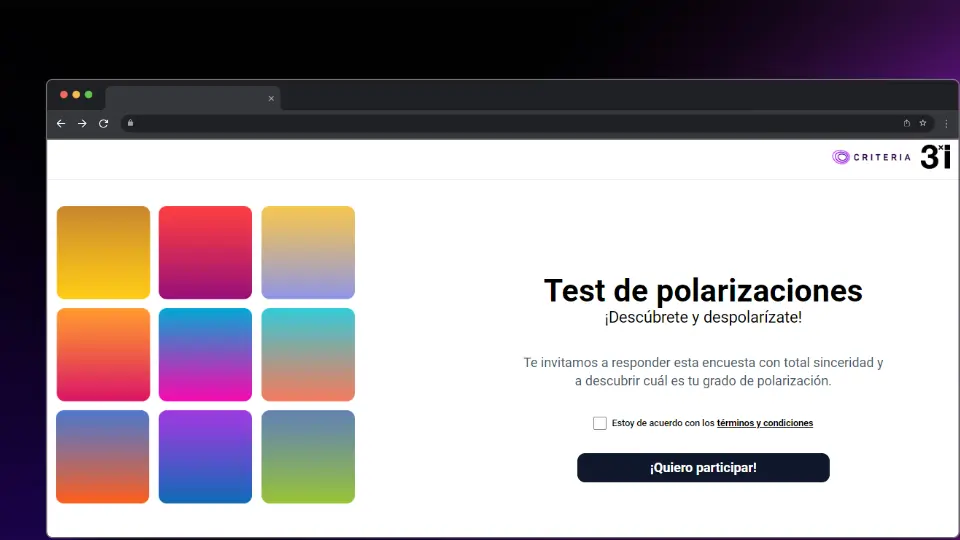 CRITERIA 3xi
Test de polarizaciones
¡Descúbrete y despolarízate!
Te invitamos a responder esta encuesta con total sinceridad y
a descubrir cuál es tu grado de polarización.
Estoy de acuerdo con los términos y condiciones
¡Quiero participar!